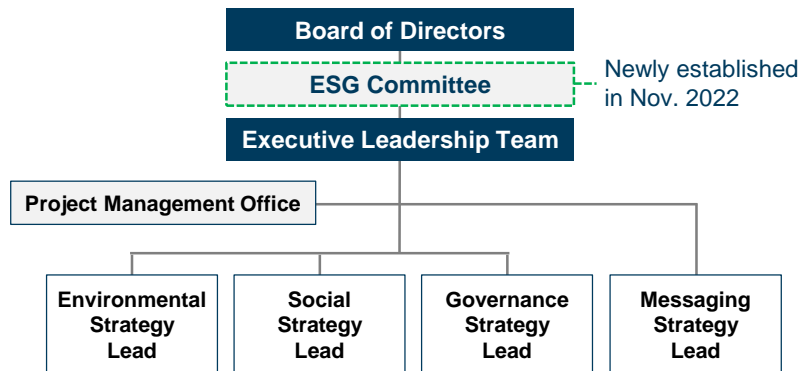 Board of Directors
ESG Committee
Newly established
in Nov. 2022
Executive Leadership Team
Project Management Office
Environmental
Strategy
Lead
Social
Strategy
Lead
Governance
Strategy
Lead
Messaging
Strategy
Lead